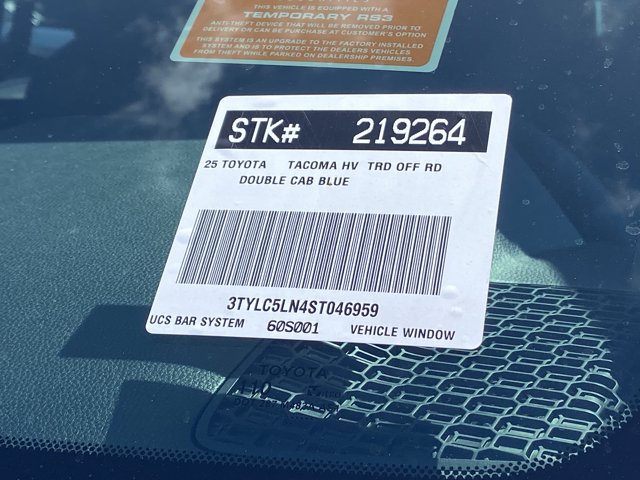 THIS VEHICLE IS EQUIPPED WITH A
TEMPORARY RS3
ANTI-THEFT DEVICE THAT WILL BE REMOVED PRIOR TO
DELIVERY OR CAN BE PURCHASE AT CUSTOMER'S OPTION
THIS SYSTEM IS AN UPGRADE TO THE FACTORY INSTALLED
SYSTEM AND IS TO PROTECT THE DEALERS VEHICLES
FROM THEFT WHILE PARKED ON DEALERSHIP PREMISES.
STK# 219264
25 TOYOTA TACOMA HV TRD OFF RD
DOUBLE CAB BLUE
3TYLC5LN4ST046959
UCS BAR SYSTEM 60S001 VEHICLE WINDOW
TOYOTA